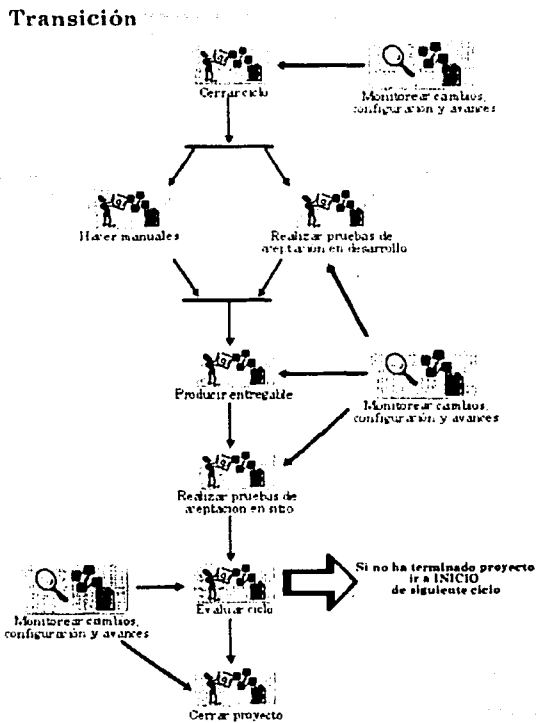 Transición
Cerrar ciclo
Monitorear cambios,
configuración y avances
Hacer manuales
Realizar pruebas de
aceptación en desarrollo
Producir entregable
Monitorear cambios,
configuración y avances
Realizar pruebas de
aceptación en sitio
Si no ha terminado proyecto
ir a INICIO
de siguiente ciclo
Evaluar ciclo
Monitorear cambios,
configuración y avances
Cerrar proyecto